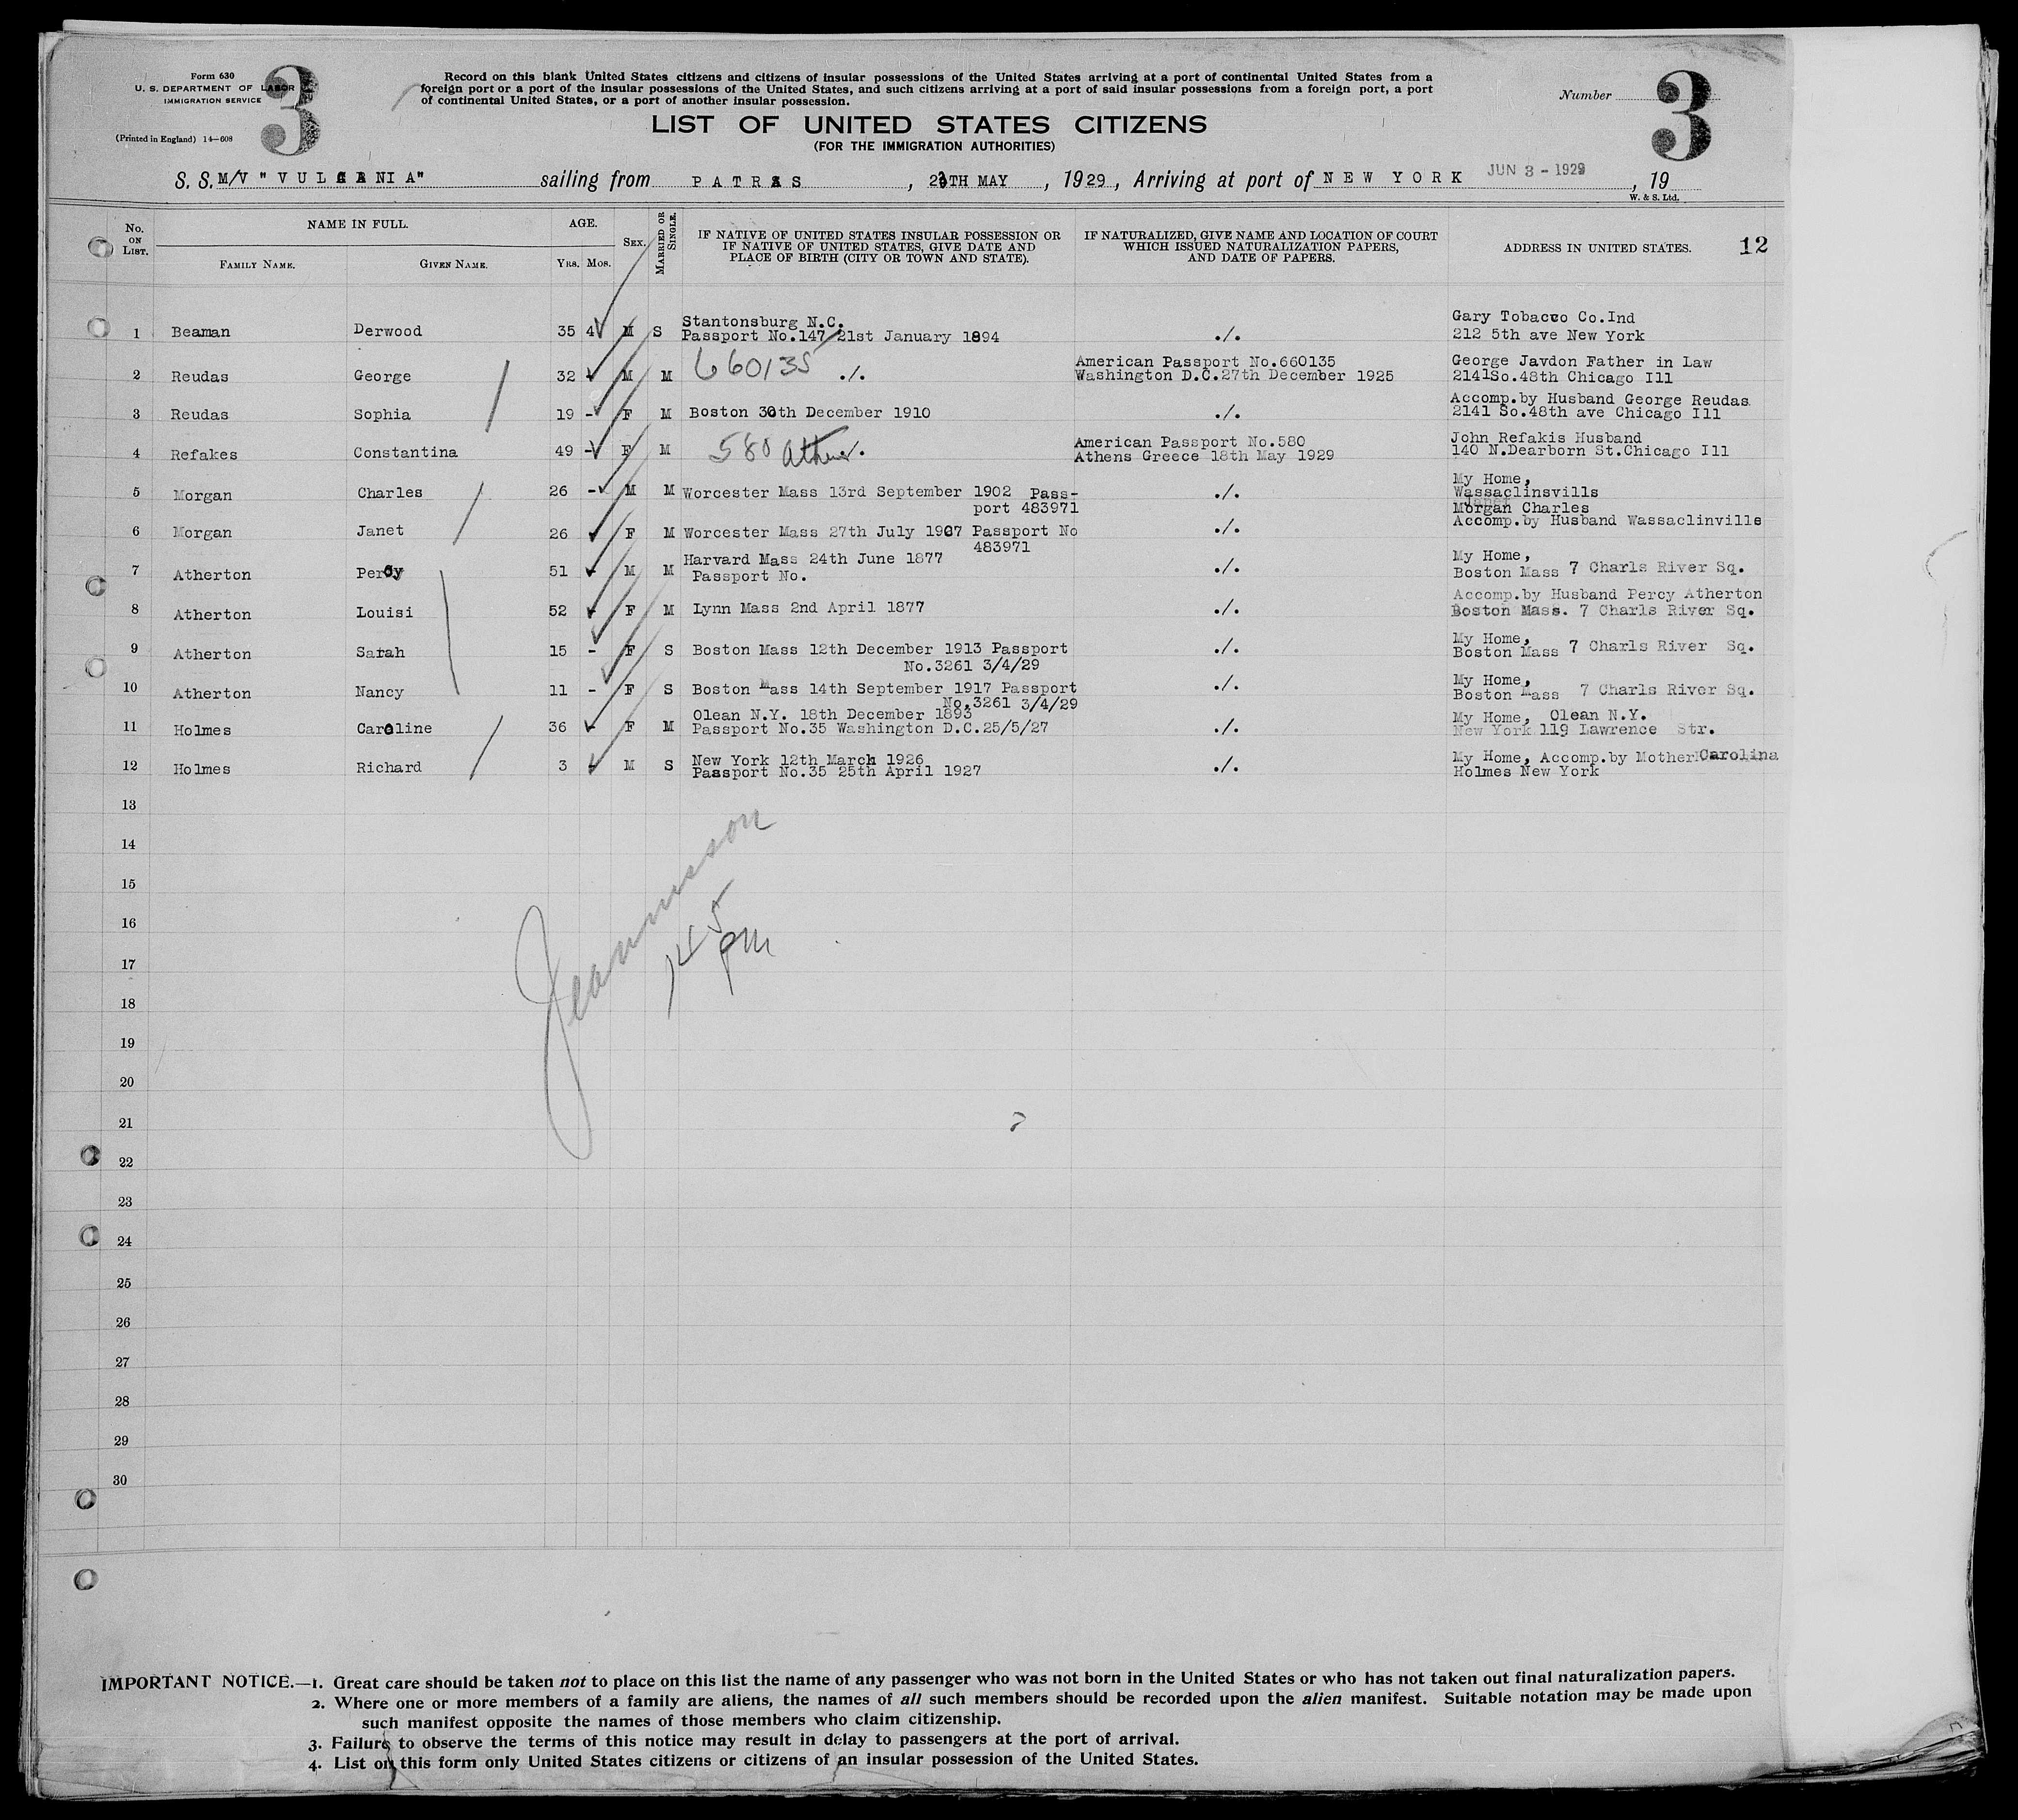 Form 630
U. S. DEPARTMENT OF LABOR
IMMIGRATION SERVICE
(Printed in England) 14—608
3
Record on this blank United States citizens and citizens of insular possessions of the United States arriving at a port of continental United States from a
foreign port or a port of the insular possessions of the United States, and such citizens arriving at a port of said insular possessions from a foreign port, a port
of continental United States, or a port of another insular possession.
Number 3
LIST OF UNITED STATES CITIZENS
(FOR THE IMMIGRATION AUTHORITIES)
S. S. M/V "VULCANIA" sailing from PATRAS, TH MAY, 1929, Arriving at port of NEW YORK JUN 3 - 1929, 19
W. & S. Ltd.
No. ON LIST.
NAME IN FULL.
FAMILY NAME. GIVEN NAME.
AGE.
YRS. MOS.
SEX.
MARRIED OR SINGLE.
IF NATIVE OF UNITED STATES INSULAR POSSESSION OR
IF NATIVE OF UNITED STATES, GIVE DATE AND
PLACE OF BIRTH (CITY OR TOWN AND STATE).
IF NATURALIZED, GIVE NAME AND LOCATION OF COURT
WHICH ISSUED NATURALIZATION PAPERS,
AND DATE OF PAPERS.
ADDRESS IN UNITED STATES. 12
Stantonsburg N.C. Gary Tobacco Co.Ind
1 Beaman Derwood 35 4 M S Passport No.147 21st January 1894 ./. 212 5th ave New York
660135 American Passport No.660135 George Javdon Father in Law
2 Reudas George 32 - M M ./. Washington D.C.27th December 1925 2141So.48th Chicago Ill
Accomp.by Husband George Reudas
3 Reudas Sophia 19 - F M Boston 30th December 1910 ./. 2141 So.48th ave Chicago Ill
580 Athens American Passport No.580 John Refakis Husband
4 Refakes Constantina 49 - F M ./. Athens Greece 18th May 1929 140 N.Dearborn St.Chicago Ill
My Home,
5 Morgan Charles 26 - M M Worcester Mass 13rd September 1902 Pass- ./. Wassaclinsvills
port 483971 Morgan Charles
6 Morgan Janet 26 - F M Worcester Mass 27th July 1907 Passport No ./. Accomp.by Husband Wassaclinville
483971
Harvard Mass 24th June 1877 My Home,
7 Atherton Percy 51 - M M Passport No. ./. Boston Mass 7 Charls River Sq.
Accomp.by Husband Percy Atherton
8 Atherton Louisi 52 - F M Lynn Mass 2nd April 1877 ./. Boston Mass. 7 Charls River Sq.
My Home,
9 Atherton Sarah 15 - F S Boston Mass 12th December 1913 Passport ./. Boston Mass 7 Charls River Sq.
No.3261 3/4/29
My Home,
10 Atherton Nancy 11 - F S Boston Mass 14th September 1917 Passport ./. Boston Mass 7 Charls River Sq.
No.3261 3/4/29
Olean N.Y. 18th December 1893 My Home, Olean N.Y.
11 Holmes Caroline 36 - F M Passport No.35 Washington D.C.25/5/27 ./. New York 119 Lawrence Str.
New York 12th March 1926 My Home, Accomp.by Mother Carolina
12 Holmes Richard 3 - M S Passport No.35 25th April 1927 ./. Holmes New York
13
14
15
16
145
pm
17
18
19
20
21
22
23
24
25
26
27
28
29
30
IMPORTANT NOTICE.—1. Great care should be taken not to place on this list the name of any passenger who was not born in the United States or who has not taken out final naturalization papers.
2. Where one or more members of a family are aliens, the names of all such members should be recorded upon the alien manifest. Suitable notation may be made upon
such manifest opposite the names of those members who claim citizenship.
3. Failure to observe the terms of this notice may result in delay to passengers at the port of arrival.
4. List on this form only United States citizens or citizens of an insular possession of the United States.